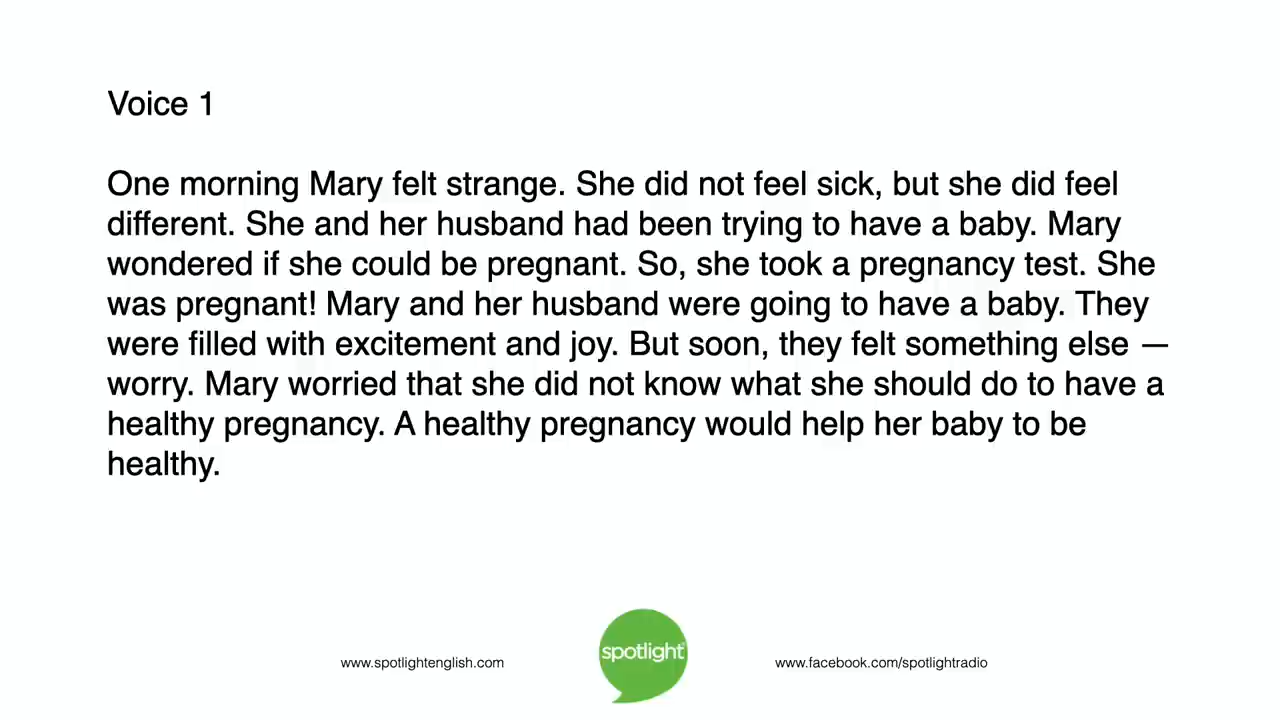 Voice 1
One morning Mary felt strange. She did not feel sick, but she did feel
different. She and her husband had been trying to have a baby. Mary
wondered if she could be pregnant. So, she took a pregnancy test. She
was pregnant! Mary and her husband were going to have a baby. They
were filled with excitement and joy. But soon, they felt something else —
worry. Mary worried that she did not know what she should do to have a
healthy pregnancy. A healthy pregnancy would help her baby to be
healthy.
www.spotlightenglish.com
spotlight
www.facebook.com/spotlightradio